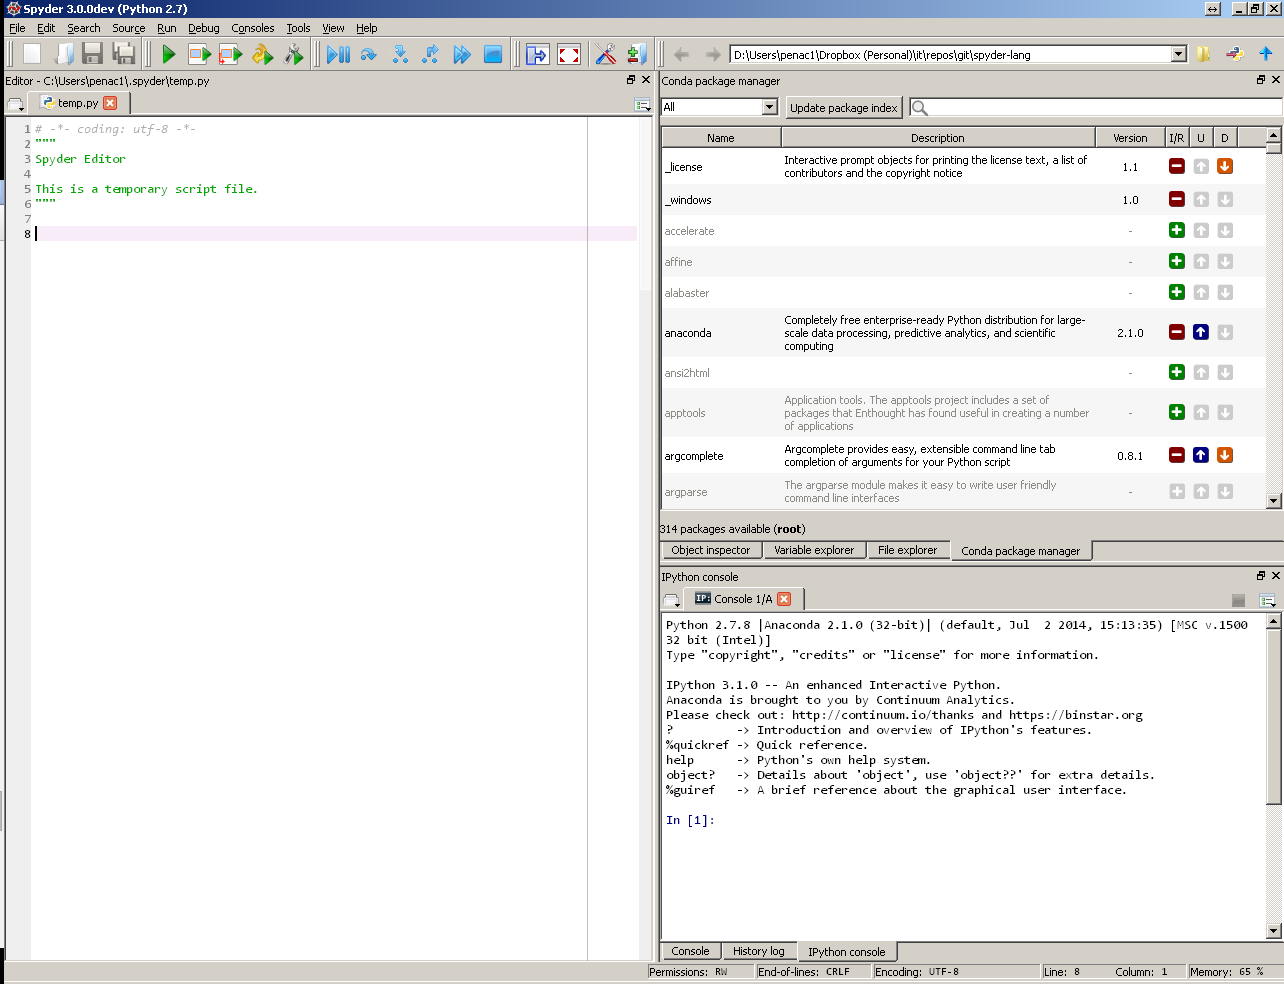 Spyder 3.0.0dev (Python 2.7)
File Edit Search Source Run Debug Consoles Tools View Help
D:\Users\penac1\Dropbox (Personal)\it\repos\git\spyder-lang
Editor - C:\Users\penac1\.spyder\temp.py
temp.py
1 # -*- coding: utf-8 -*-
2 """
3 Spyder Editor
4
5 This is a temporary script file.
6 """
7
8
Conda package manager
All Update package index
Name Description Version I/R U D
_license Interactive prompt objects for printing the license text, a list of
contributors and the copyright notice 1.1
_windows 1.0
accelerate -
affine -
alabaster -
anaconda Completely free enterprise-ready Python distribution for large-
scale data processing, predictive analytics, and scientific
computing 2.1.0
ansi2html -
apptools Application tools. The apptools project includes a set of
packages that Enthought has found useful in creating a number
of applications -
argcomplete Argcomplete provides easy, extensible command line tab
completion of arguments for your Python script 0.8.1
argparse The argparse module makes it easy to write user friendly
command line interfaces -
314 packages available (root)
Object inspector Variable explorer File explorer Conda package manager
IPython console
IP: Console 1/A
Python 2.7.8 |Anaconda 2.1.0 (32-bit)| (default, Jul  2 2014, 15:13:35) [MSC v.1500
32 bit (Intel)]
Type "copyright", "credits" or "license" for more information.
IPython 3.1.0 -- An enhanced Interactive Python.
Anaconda is brought to you by Continuum Analytics.
Please check out: http://continuum.io/thanks and https://binstar.org
?         -> Introduction and overview of IPython's features.
%quickref -> Quick reference.
help      -> Python's own help system.
object?   -> Details about 'object', use 'object??' for extra details.
%guiref   -> A brief reference about the graphical user interface.
In [1]:
Console History log IPython console
Permissions: RW End-of-lines: CRLF Encoding: UTF-8 Line: 8 Column: 1 Memory: 65 %